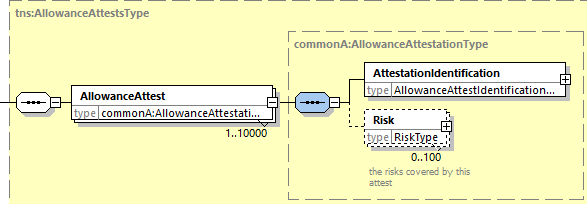 tns:AllowanceAttestsType
commonA:AllowanceAttestationType
AttestationIdentification
type AllowanceAttestIdentification...
AllowanceAttest
type commonA:AllowanceAttestati...
1..10000
Risk
type RiskType
0..100
the risks covered by this
attest